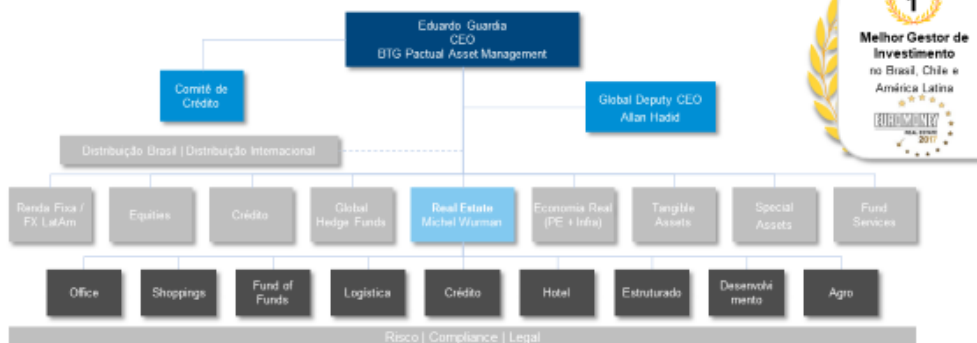 Eduardo Guardia
CEO
BTG Pactual Asset Management
1
Melhor Gestor de
Investimento
no Brasil, Chile e
América Latina
EUROMONEY
REAL ESTATE
2017
Comitê de
Crédito
Global Deputy CEO
Allan Hadid
Distribuição Brasil | Distribuição Internacional
Renda Fixa /
FX LatAm
Equities
Crédito
Global
Hedge Funds
Real Estate
Michel Wurman
Economia Real
(PE + Infra)
Tangible
Assets
Special
Assets
Fund
Services
Office
Shoppings
Fund of
Funds
Logística
Crédito
Hotel
Estruturado
Desenvolvi
mento
Agro
Risco | Compliance | Legal